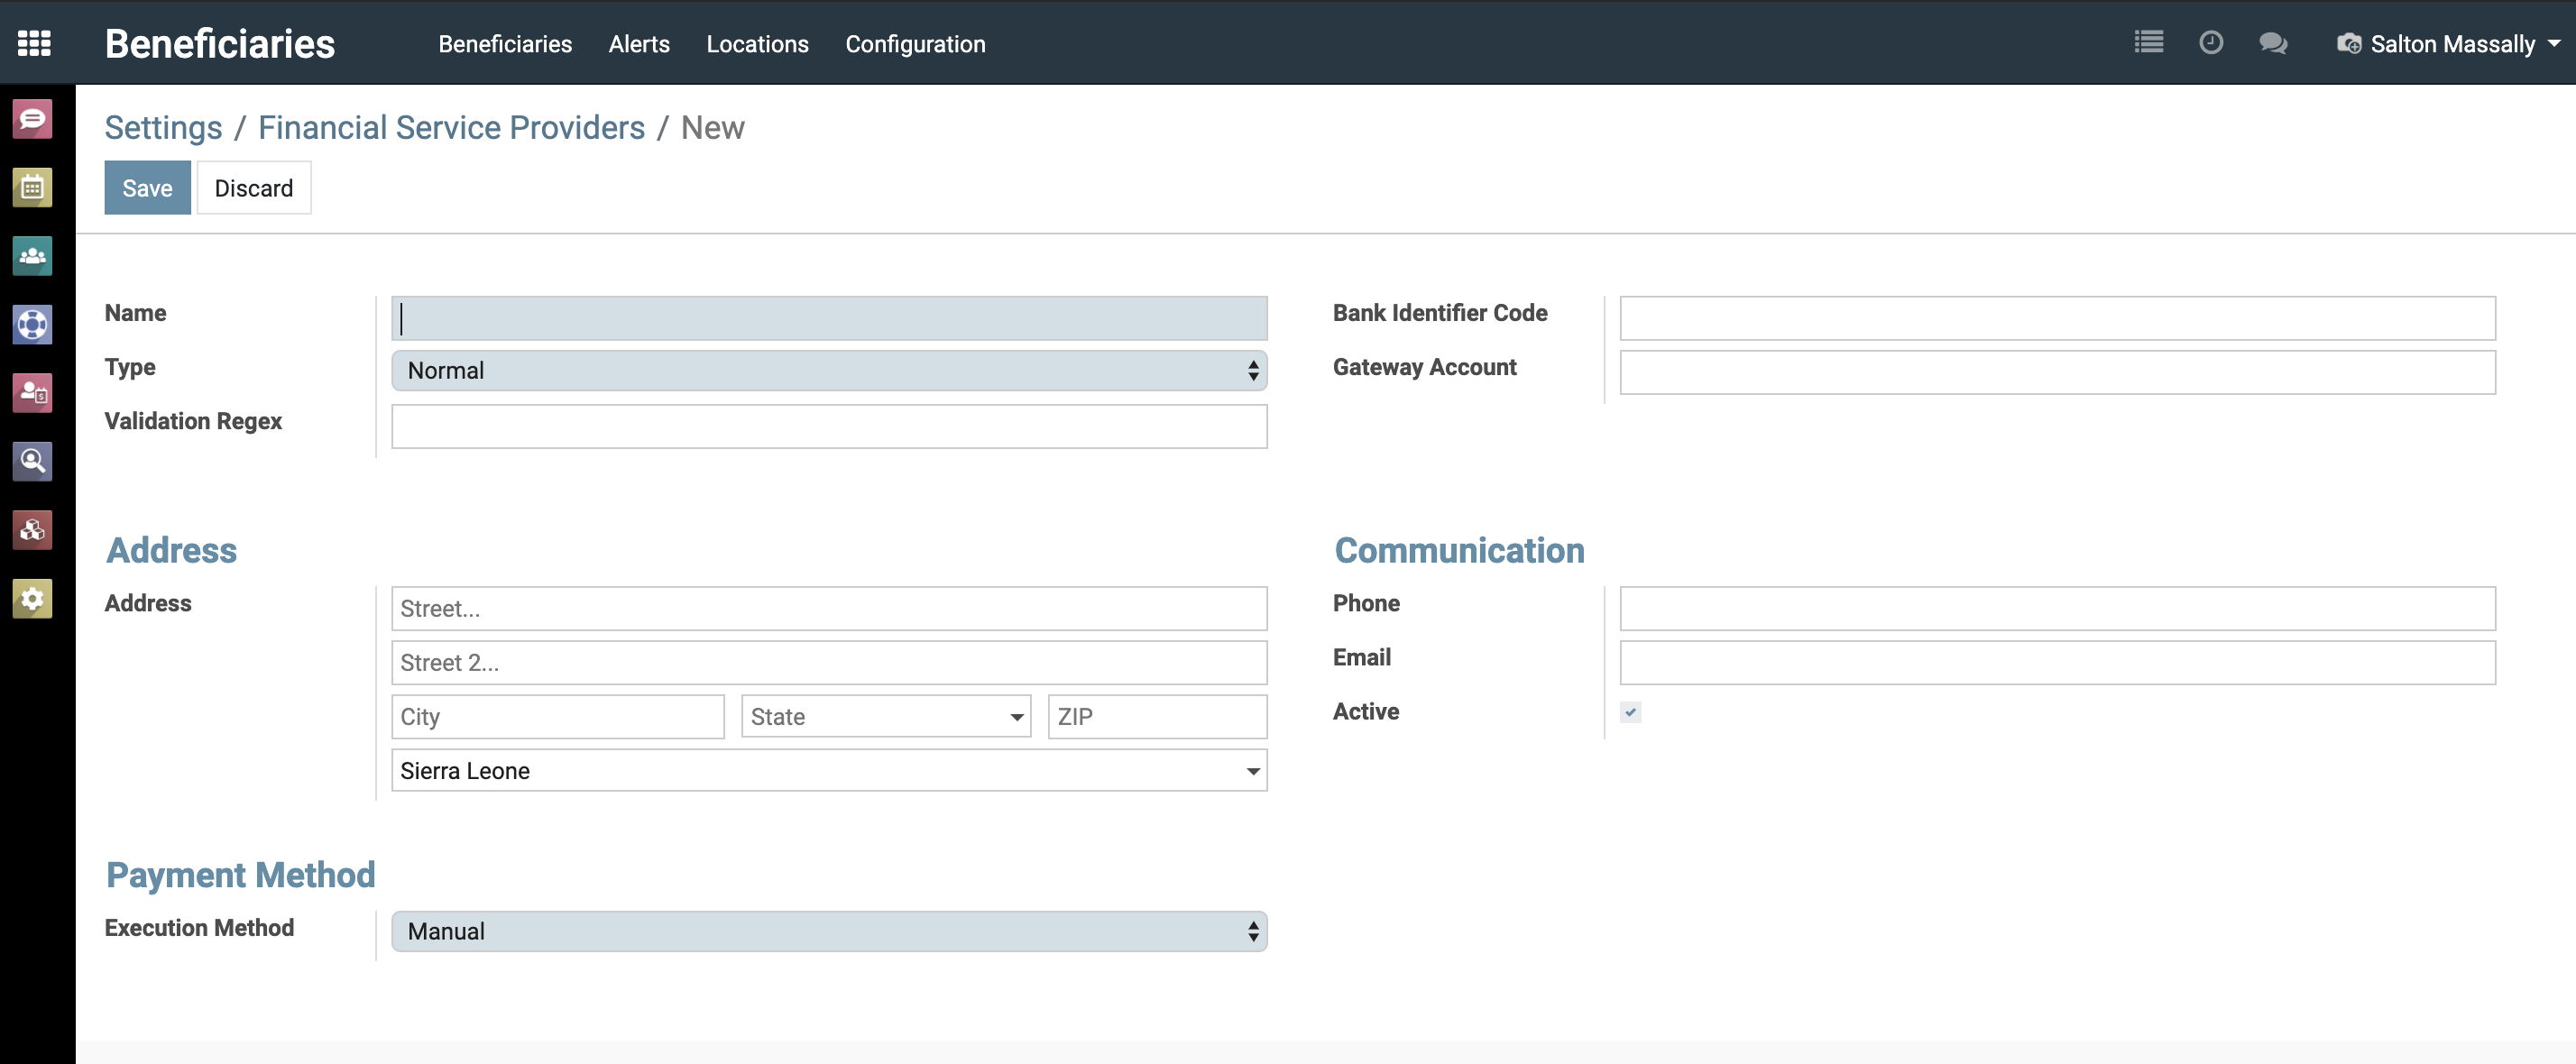 Beneficiaries
Beneficiaries Alerts Locations Configuration
Salton Massally
Settings / Financial Service Providers / New
Save Discard
Name
Type
Normal
Validation Regex
Bank Identifier Code
Gateway Account
Address
Address
Street...
Street 2...
City State ZIP
Sierra Leone
Communication
Phone
Email
Active
Payment Method
Execution Method
Manual